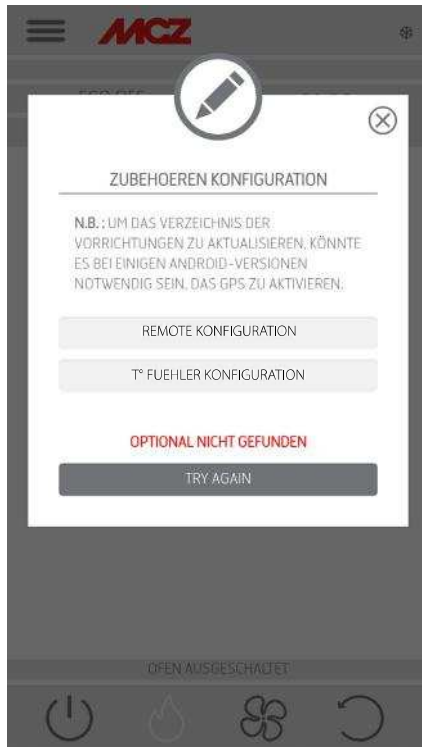 MCZ
ZUBEHOEREN KONFIGURATION
N.B. : UM DAS VERZEICHNIS DER
VORRICHTUNGEN ZU AKTUALISIEREN, KÖNNTE
ES BEI EINIGEN ANDROID-VERSIONEN
NOTWENDIG SEIN, DAS GPS ZU AKTIVIEREN.
REMOTE KONFIGURATION
T° FUEHLER KONFIGURATION
OPTIONAL NICHT GEFUNDEN
TRY AGAIN
OFEN AUSGESCHALTET